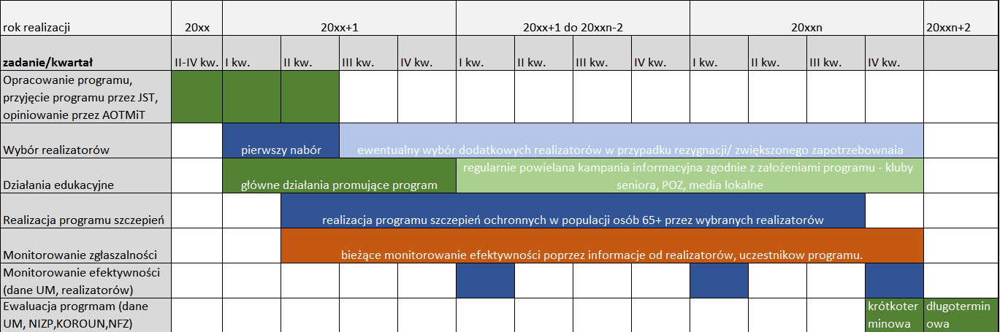 rok realizacji 20xx 20xx+1 20xx+1 do 20xxn-2 20xxn 20xxn+2
zadanie/kwartał II-IV kw. I kw. II kw. III kw. IV kw. I kw. II kw. III kw. IV kw. I kw. II kw. III kw. IV kw.
Opracowanie programu,
przyjęcie programu przez JST,
opiniowanie przez AOTMiT
Wybór realizatorów pierwszy nabór ewentualny wybór dodatkowych realizatorów w przypadku rezygnacji/ zwiększonego zapotrzebownaia
Działania edukacyjne główne działania promujące program
regularnie powielana kampania informacyjna zgodnie z założeniami programu - kluby
seniora, POZ, media lokalne
Realizacja programu szczepień realizacja programu szczepień ochronnych w populacji osób 65+ przez wybranych realizatorów
Monitorowanie zgłaszalności bieżące monitorowanie efektywności poprzez informacje od realizatorów, uczestnikow programu.
Monitorowanie efektywności
(dane UM, realizatorów)
Ewaluacja progrmam (dane
UM, NIZP,KOROUN,NFZ)
krótkoter
minowa
długotermin
owa